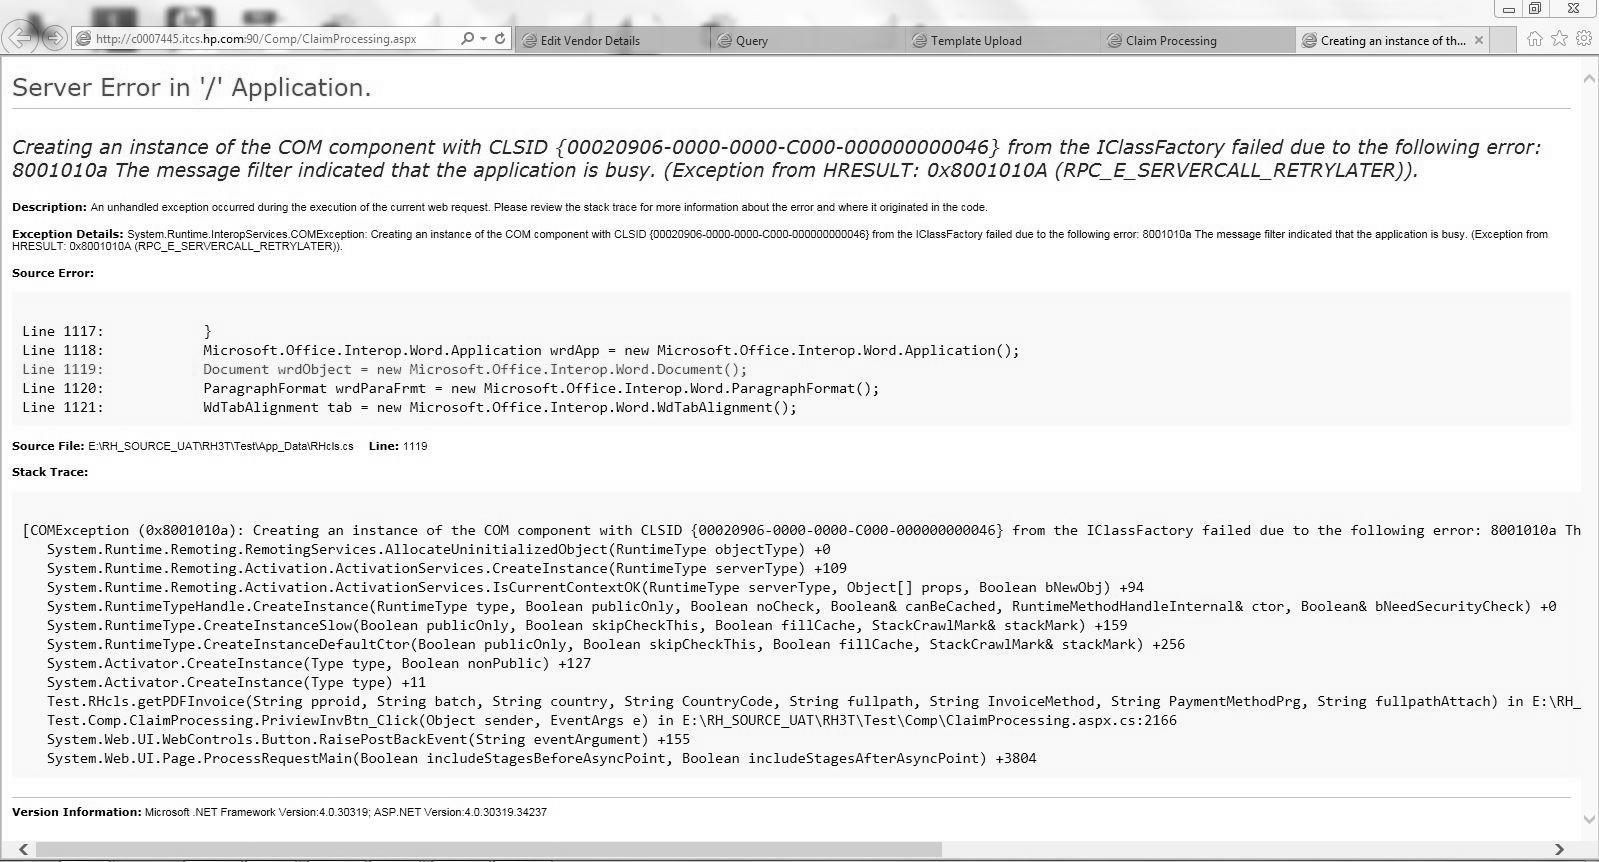 http://c0007445.itcs.hp.com:90/Comp/ClaimProcessing.aspx
Edit Vendor Details
Query
Template Upload
Claim Processing
Creating an instance of th...
Server Error in '/' Application.
Creating an instance of the COM component with CLSID {00020906-0000-0000-C000-000000000046} from the IClassFactory failed due to the following error:
8001010a The message filter indicated that the application is busy. (Exception from HRESULT: 0x8001010A (RPC_E_SERVERCALL_RETRYLATER)).
Description: An unhandled exception occurred during the execution of the current web request. Please review the stack trace for more information about the error and where it originated in the code.
Exception Details: System.Runtime.InteropServices.COMException: Creating an instance of the COM component with CLSID {00020906-0000-0000-C000-000000000046} from the IClassFactory failed due to the following error: 8001010a The message filter indicated that the application is busy. (Exception from
HRESULT: 0x8001010A (RPC_E_SERVERCALL_RETRYLATER)).
Source Error:
Line 1117: }
Line 1118: Microsoft.Office.Interop.Word.Application wrdApp = new Microsoft.Office.Interop.Word.Application();
Line 1119: Document wrdObject = new Microsoft.Office.Interop.Word.Document();
Line 1120: ParagraphFormat wrdParaFrmt = new Microsoft.Office.Interop.Word.ParagraphFormat();
Line 1121: WdTabAlignment tab = new Microsoft.Office.Interop.Word.WdTabAlignment();
Source File: E:\RH_SOURCE_UAT\RH3T\Test\App_Data\RHcls.cs Line: 1119
Stack Trace:
[COMException (0x8001010a): Creating an instance of the COM component with CLSID {00020906-0000-0000-C000-000000000046} from the IClassFactory failed due to the following error: 8001010a Th
System.Runtime.Remoting.RemotingServices.AllocateUninitializedObject(RuntimeType objectType) +0
System.Runtime.Remoting.Activation.ActivationServices.CreateInstance(RuntimeType serverType) +109
System.Runtime.Remoting.Activation.ActivationServices.IsCurrentContextOK(RuntimeType serverType, Object[] props, Boolean bNewObj) +94
System.RuntimeTypeHandle.CreateInstance(RuntimeType type, Boolean publicOnly, Boolean noCheck, Boolean& canBeCached, RuntimeMethodHandleInternal& ctor, Boolean& bNeedSecurityCheck) +0
System.RuntimeType.CreateInstanceSlow(Boolean publicOnly, Boolean skipCheckThis, Boolean fillCache, StackCrawlMark& stackMark) +159
System.RuntimeType.CreateInstanceDefaultCtor(Boolean publicOnly, Boolean skipCheckThis, Boolean fillCache, StackCrawlMark& stackMark) +256
System.Activator.CreateInstance(Type type, Boolean nonPublic) +127
System.Activator.CreateInstance(Type type) +11
Test.RHcls.getPDFInvoice(String pproid, String batch, String country, String CountryCode, String fullpath, String InvoiceMethod, String PaymentMethodPrg, String fullpathAttach) in E:\RH_
Test.Comp.ClaimProcessing.PriviewInvBtn_Click(Object sender, EventArgs e) in E:\RH_SOURCE_UAT\RH3T\Test\Comp\ClaimProcessing.aspx.cs:2166
System.Web.UI.WebControls.Button.RaisePostBackEvent(String eventArgument) +155
System.Web.UI.Page.ProcessRequestMain(Boolean includeStagesBeforeAsyncPoint, Boolean includeStagesAfterAsyncPoint) +3804
Version Information: Microsoft .NET Framework Version:4.0.30319; ASP.NET Version:4.0.30319.34237